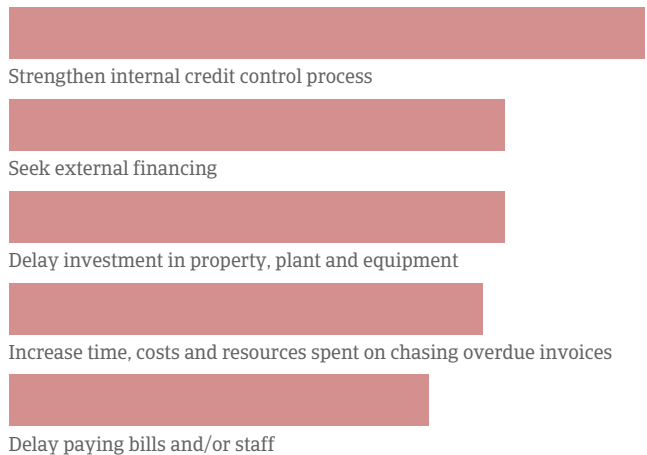 Strengthen internal credit control process
Seek external financing
Delay investment in property, plant and equipment
Increase time, costs and resources spent on chasing overdue invoices
Delay paying bills and/or staff